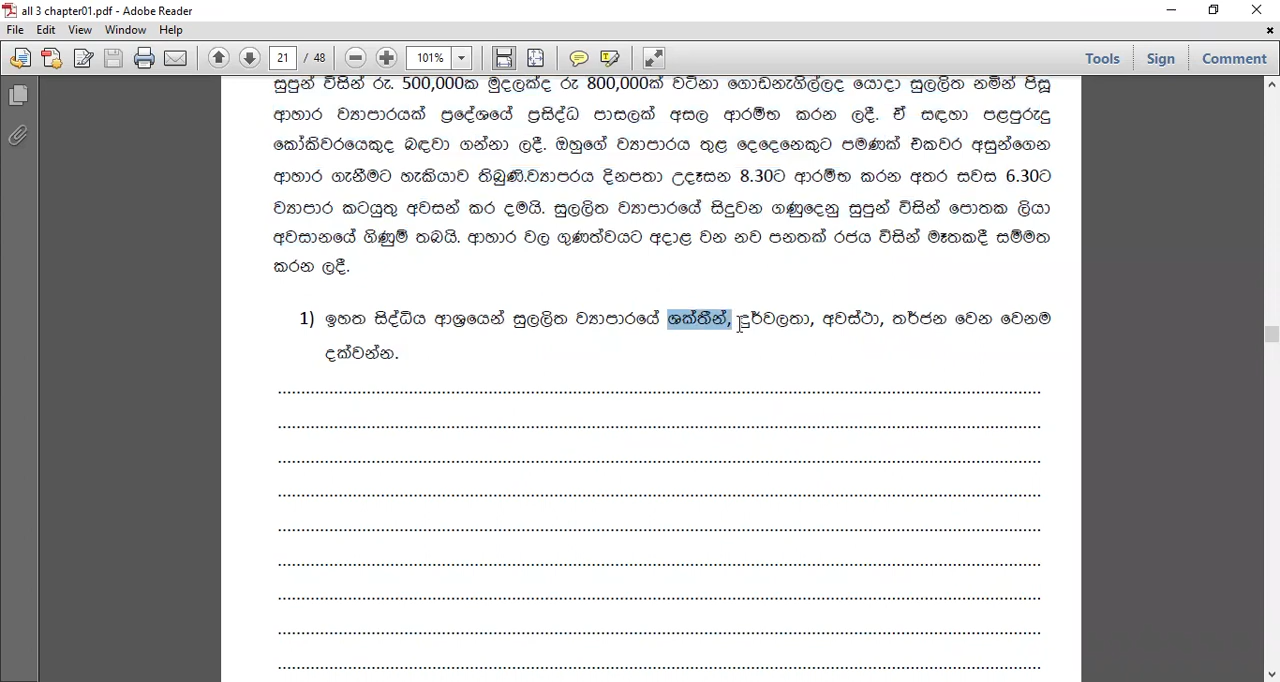 all 3 chapter01.pdf - Adobe Reader
File Edit View Window Help
21 / 48 101% Tools Sign Comment
සුපුන් විසින් රු. 500,000ක මුදලක්ද රු 800,000ක් වටිනා ගොඩනැගිල්ලද යොදා සුලලිත නමින් පිසූ
ආහාර ව්‍යාපාරයක් ප්‍රදේශයේ ප්‍රසිද්ධ පාසලක් අසල ආරම්භ කරන ලදී. ඒ සඳහා පළපුරුදු
කෝකිවරයෙකුද බඳවා ගන්නා ලදී. ඔහුගේ ව්‍යාපාරය තුළ දෙදෙනෙකුට පමණක් එකවර අසුන්ගෙන
ආහාර ගැනීමට හැකියාව තිබුණි.ව්‍යාපරය දිනපතා උදෑසන 8.30ට ආරම්භ කරන අතර සවස 6.30ට
ව්‍යාපාර කටයුතු අවසන් කර දමයි. සුලලිත ව්‍යාපාරයේ සිදුවන ගණුදෙනු සුපුන් විසින් පොතක ලියා
අවසානයේ ගිණුම් තබයි. ආහාර වල ගුණත්වයට අදාළ වන නව පනතක් රජය විසින් මෑතකදී සම්මත
කරන ලදී.
1) ඉහත සිද්ධිය ආශ්‍රයෙන් සුලලිත ව්‍යාපාරයේ ශක්තීන්, දුර්වලතා, අවස්ථා, තර්ජන වෙන වෙනම
දක්වන්න.